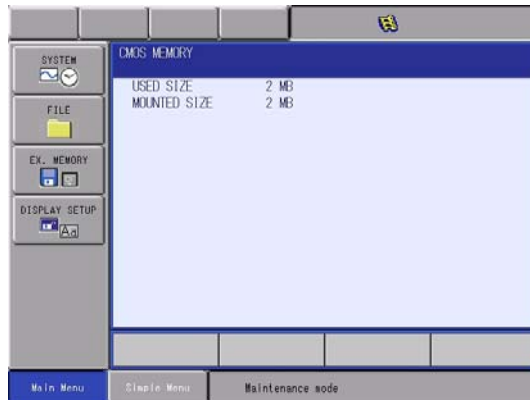 SYSTEM
FILE
EX. MEMORY
DISPLAY SETUP
Aa
CMOS MEMORY
USED SIZE 2 MB
MOUNTED SIZE 2 MB
Main Menu
Simple Menu
Maintenance mode